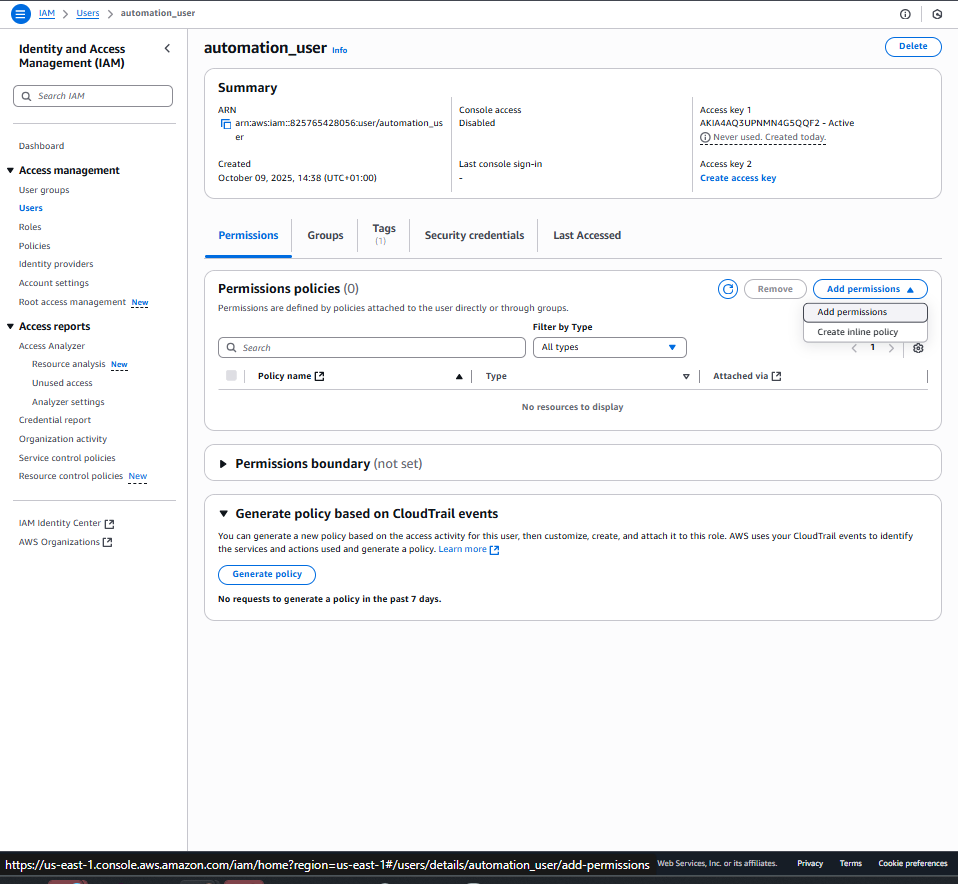 IAM > Users > automation_user
Identity and Access
Management (IAM)
Search IAM
Dashboard
Access management
User groups
Users
Roles
Policies
Identity providers
Account settings
Root access management New
Access reports
Access Analyzer
Resource analysis New
Unused access
Analyzer settings
Credential report
Organization activity
Service control policies
Resource control policies New
IAM Identity Center
AWS Organizations
automation_user Info
Delete
Summary
ARN
arn:aws:iam::825765428056:user/automation_us
er
Created
October 09, 2025, 14:38 (UTC+01:00)
Console access
Disabled
Last console sign-in
-
Access key 1
AKIA4AQ3UPNMN4G5QQF2 - Active
Never used. Created today.
Access key 2
Create access key
Permissions
Groups
Tags
(1)
Security credentials
Last Accessed
Permissions policies (0)
Remove
Add permissions
Add permissions
Create inline policy
Permissions are defined by policies attached to the user directly or through groups.
Filter by Type
Search
All types
1
Policy name
Type
Attached via
No resources to display
Permissions boundary (not set)
Generate policy based on CloudTrail events
You can generate a new policy based on the access activity for this user, then customize, create, and attach it to this role. AWS uses your CloudTrail events to identify
the services and actions used and generate a policy. Learn more
Generate policy
No requests to generate a policy in the past 7 days.
https://us-east-1.console.aws.amazon.com/iam/home?region=us-east-1#/users/details/automation_user/add-permissions
Web Services, Inc. or its affiliates.
Privacy
Terms
Cookie preferences